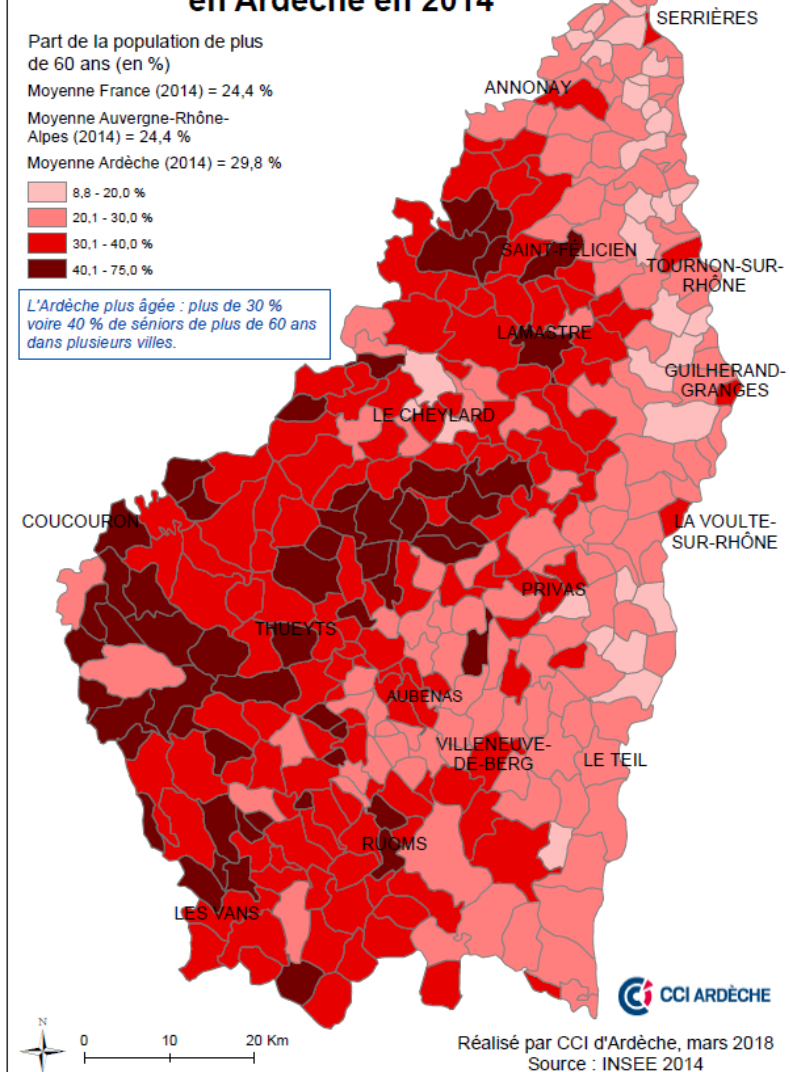 en Ardèche en 2014
Part de la population de plus
de 60 ans (en %)
Moyenne France (2014) = 24,4 %
Moyenne Auvergne-Rhône-
Alpes (2014) = 24,4 %
Moyenne Ardèche (2014) = 29,8 %
8,8 - 20,0 %
20,1 - 30,0 %
30,1 - 40,0 %
40,1 - 75,0 %
L'Ardèche plus âgée : plus de 30 %
voire 40 % de séniors de plus de 60 ans
dans plusieurs villes.
SERRIÈRES
ANNONAY
SAINT-FÉLICIEN
TOURNON-SUR-
RHÔNE
LAMASTRE
GUILHERAND-
GRANGES
LE CHEYLARD
COUCOURON
LA VOULTE-
SUR-RHÔNE
PRIVAS
THUEYTS
AUBENAS
VILLENEUVE-
DE-BERG
LE TEIL
RUOMS
LES VANS
CCI ARDÈCHE
N
0 10 20 Km
Réalisé par CCI d'Ardèche, mars 2018
Source : INSEE 2014